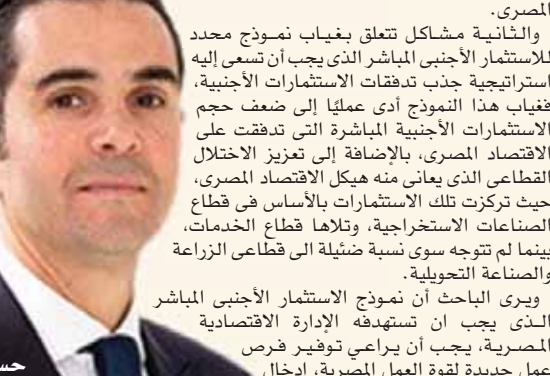 المصرى.
والثانية مشاكل تتعلق بغياب نموذج محدد
للاستثمار الأجنبى المباشر الذى يجب أن تسعى إليه
استراتيجية جذب تدفقات الاستثمارات الأجنبية،
فغياب هذا النموذج أدى عمليًا إلى ضعف حجم
الاستثمارات الأجنبية المباشرة التى تدفقت على
الاقتصاد المصرى، بالإضافة إلى تعزيز الاختلال
القطاعى الذى يعانى منه هيكل الاقتصاد المصرى،
حيث تركزت تلك الاستثمارات بالأساس فى قطاع
الصناعات الاستخراجية، وتلاها قطاع الخدمات،
بينما لم تتوجه سوى نسبة ضئيلة الى قطاعى الزراعة
والصناعة التحويلية.
ويرى الباحث أن نموذج الاستثمار الأجنبى المباشر
الذى يجب ان تستهدفه الإدارة الاقتصادية
المصرية، يجب أن يراعي توفير فرص
عمل جديدة لقوة العمل المصرية، إدخال